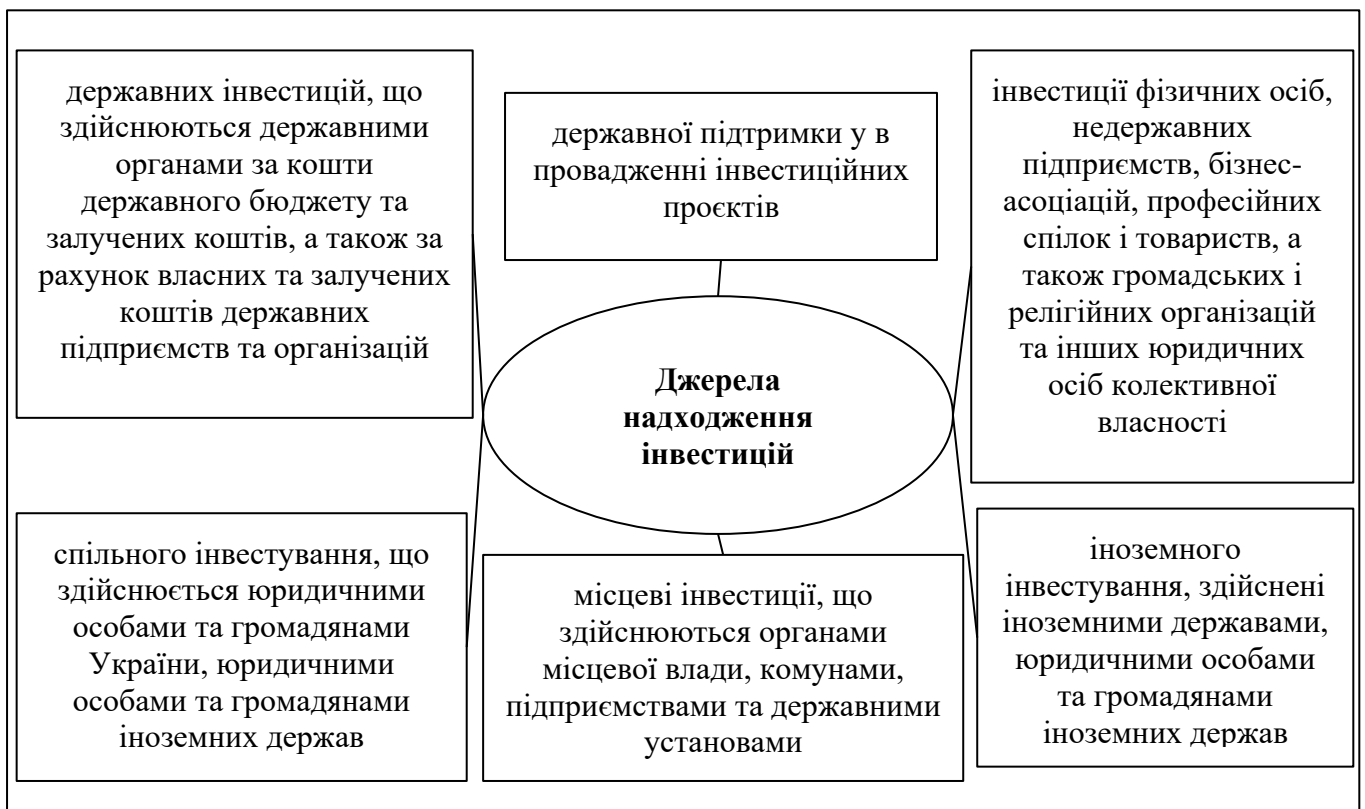 державних інвестицій, що
здійснюються державними
органами за кошти
державного бюджету та
залучених коштів, а також за
рахунок власних та залучених
коштів державних
підприємств та організацій
державної підтримки у в
провадженні інвестиційних
проєктів
інвестиції фізичних осіб,
недержавних
підприємств, бізнес-
асоціацій, професійних
спілок і товариств, а
також громадських і
релігійних організацій
та інших юридичних
осіб колективної
власності
Джерела
надходження
інвестицій
спільного інвестування, що
здійснюється юридичними
особами та громадянами
України, юридичними
особами та громадянами
іноземних держав
місцеві інвестиції, що
здійснюються органами
місцевої влади, комунами,
підприємствами та державними
установами
іноземного
інвестування, здійснені
іноземними державами,
юридичними особами
та громадянами
іноземних держав